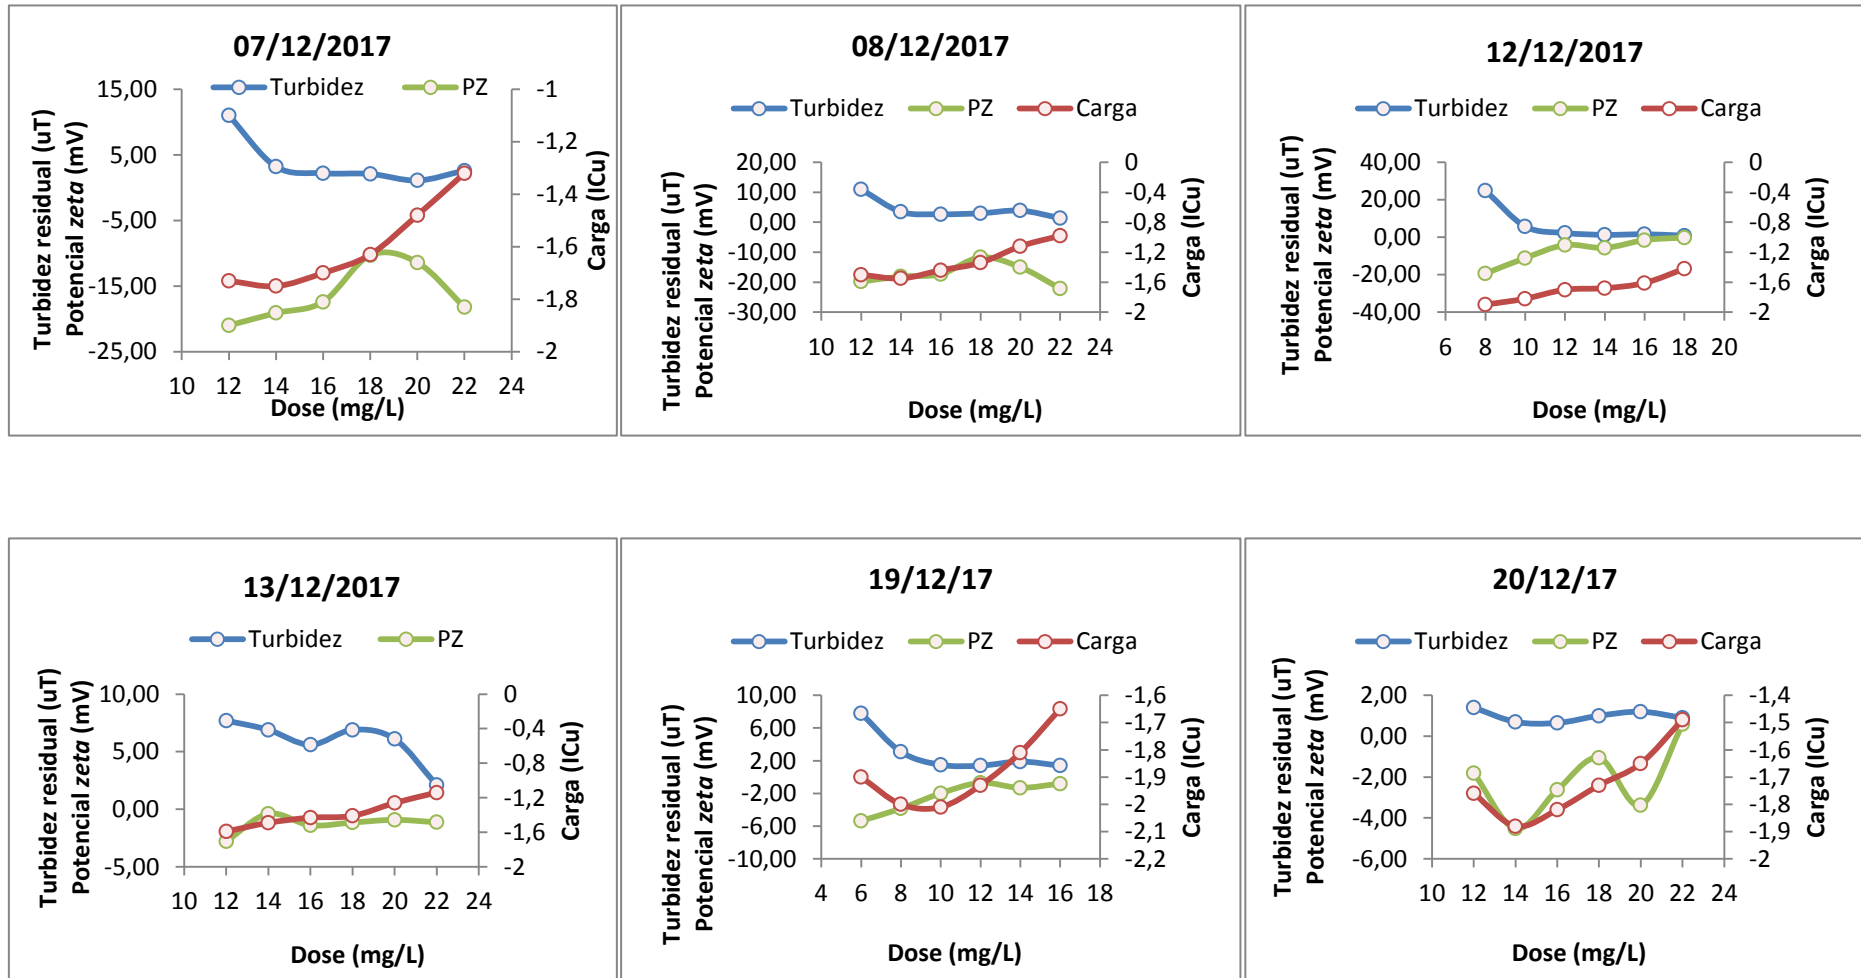 07/12/2017
Turbidez PZ
Turbidez residual (uT)
Potencial zeta (mV)
15,00
5,00
-5,00
-15,00
-25,00
-1
-1,2
-1,4
-1,6
-1,8
-2
Carga (ICu)
10 12 14 16 18 20 22 24
Dose (mg/L)
08/12/2017
Turbidez PZ Carga
Turbidez residual (uT)
Potencial zeta (mV)
20,00
10,00
0,00
-10,00
-20,00
-30,00
0
-0,4
-0,8
-1,2
-1,6
-2
Carga (ICu)
10 12 14 16 18 20 22 24
Dose (mg/L)
12/12/2017
Turbidez PZ Carga
Turbidez residual (uT)
Potencial zeta (mV)
40,00
20,00
0,00
-20,00
-40,00
0
-0,4
-0,8
-1,2
-1,6
-2
Carga (ICu)
6 8 10 12 14 16 18 20
Dose (mg/L)
13/12/2017
Turbidez PZ
Turbidez residual (uT)
Potencial zeta (mV)
10,00
5,00
0,00
-5,00
0
-0,4
-0,8
-1,2
-1,6
-2
Carga (ICu)
10 12 14 16 18 20 22 24
Dose (mg/L)
19/12/17
Turbidez PZ Carga
Turbidez residual (uT)
Potencial zeta (mV)
10,00
6,00
2,00
-2,00
-6,00
-10,00
-1,6
-1,7
-1,8
-1,9
-2
-2,1
-2,2
Carga (ICu)
4 6 8 10 12 14 16 18
Dose (mg/L)
20/12/17
Turbidez PZ Carga
Turbidez residual (uT)
Potencial zeta (mV)
2,00
0,00
-2,00
-4,00
-6,00
-1,4
-1,5
-1,6
-1,7
-1,8
-1,9
-2
Carga (ICu)
10 12 14 16 18 20 22 24
Dose (mg/L)